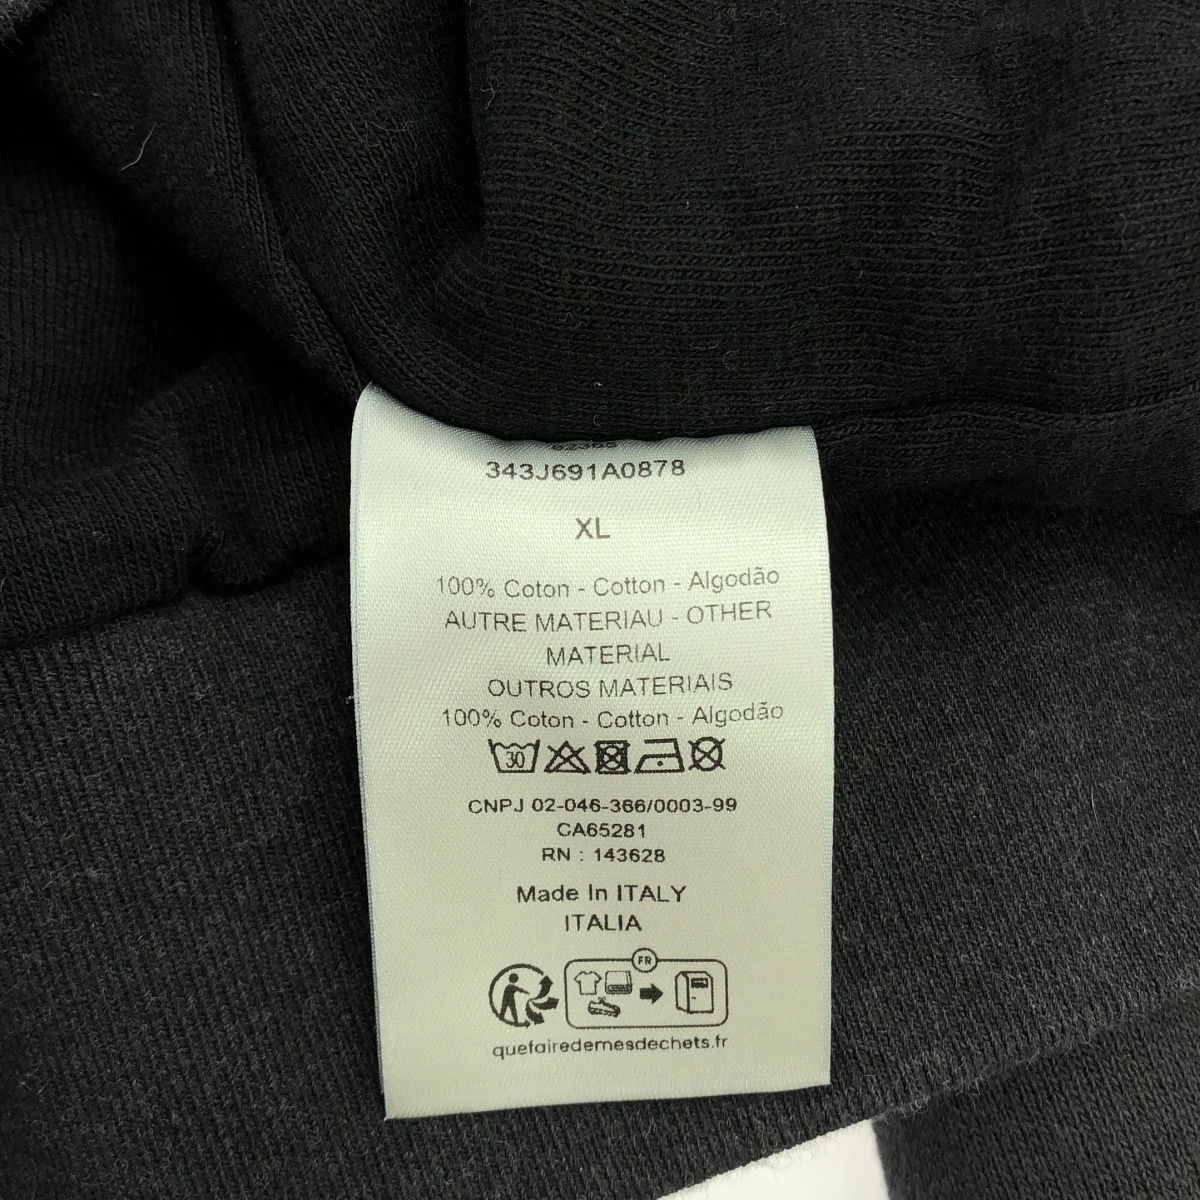 343J691A0878
XL
100% Coton - Cotton - Algodão
AUTRE MATERIAU - OTHER
MATERIAL
OUTROS MATERIAIS
100% Coton - Cotton - Algodão
30
CNPJ 02-046-366/0003-99
CA65281
RN : 143628
Made In ITALY
ITALIA
FR
quefairedemesdechets.fr